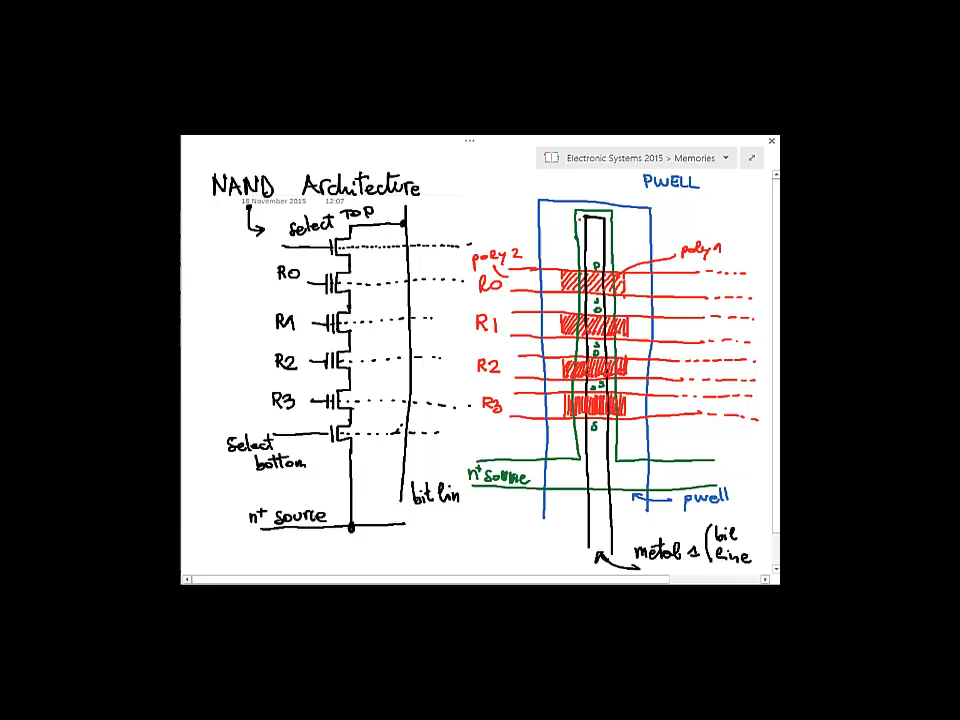 Electronic Systems 2015 > Memories
NAND Architecture
18 November 2015 12:07
select TOP
R0
R1
R2
R3
select
bottom
n+ source
bit lin
PWELL
poly 2
poly 1
R0
R1
R2
R3
D
S
D
S
D
S
S
n+ source
pwell
metal 1 (bit
line